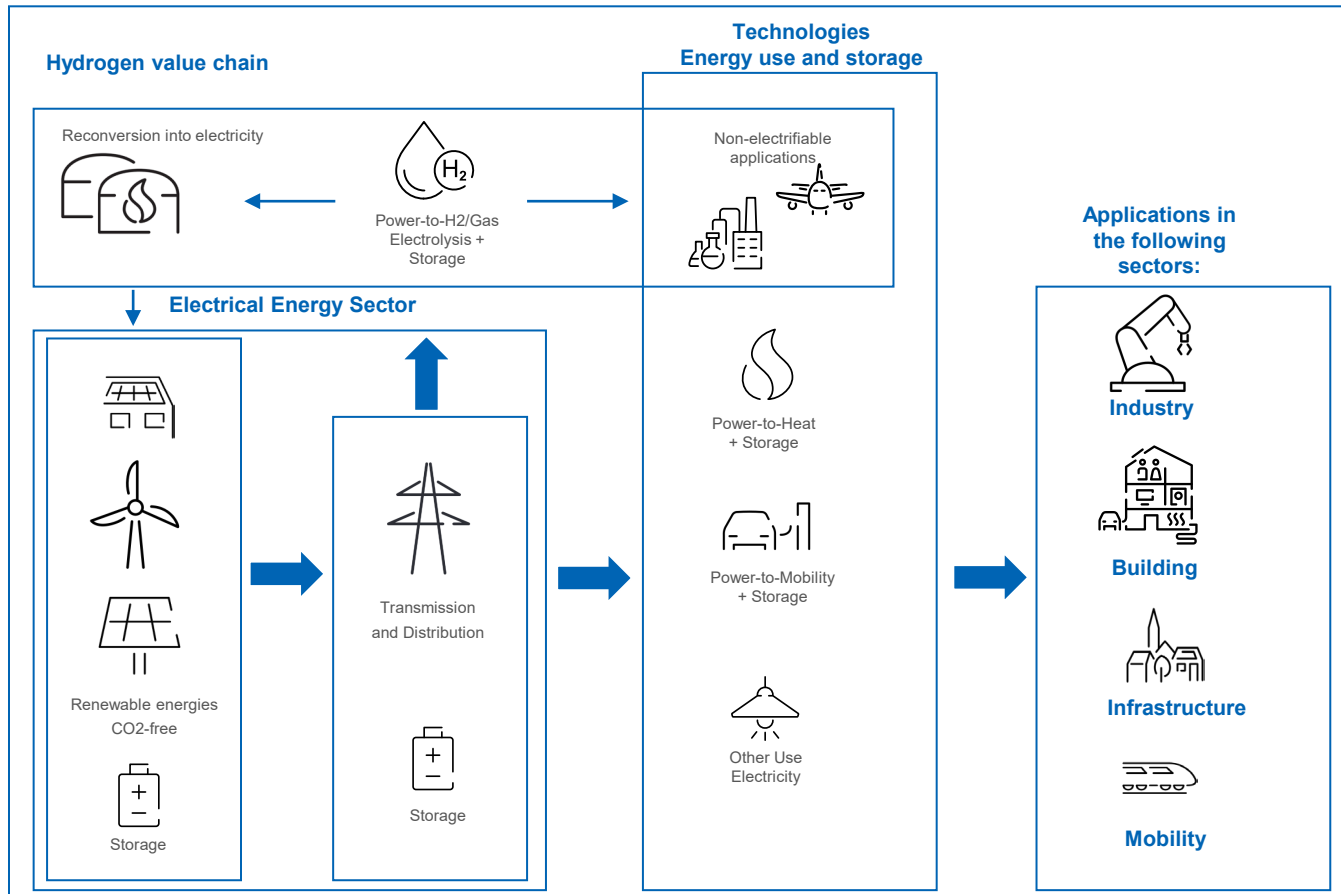 Hydrogen value chain
Technologies
Energy use and storage
Reconversion into electricity
H2
Power-to-H2/Gas
Electrolysis +
Storage
Non-electrifiable
applications
Electrical Energy Sector
Renewable energies
CO2-free
+
−
Storage
Transmission
and Distribution
+
−
Storage
Power-to-Heat
+ Storage
Power-to-Mobility
+ Storage
Other Use
Electricity
Applications in
the following
sectors:
Industry
Building
Infrastructure
Mobility